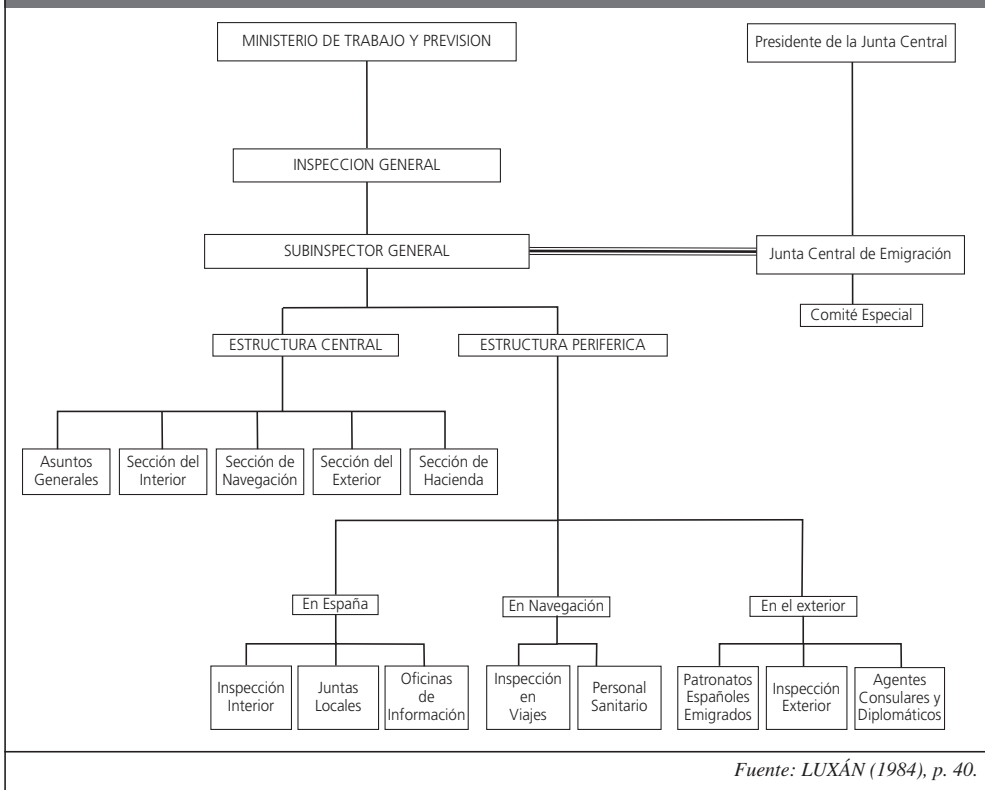 MINISTERIO DE TRABAJO Y PREVISION
Presidente de la Junta Central
INSPECCION GENERAL
SUBINSPECTOR GENERAL
Junta Central de Emigración
Comité Especial
ESTRUCTURA CENTRAL
ESTRUCTURA PERIFERICA
Asuntos
Generales
Sección del
Interior
Sección de
Navegación
Sección del
Exterior
Sección de
Hacienda
En España
En Navegación
En el exterior
Inspección
Interior
Juntas
Locales
Oficinas
de
Información
Inspección
en
Viajes
Personal
Sanitario
Patronatos
Españoles
Emigrados
Inspección
Exterior
Agentes
Consulares y
Diplomáticos
Fuente: LUXÁN (1984), p. 40.